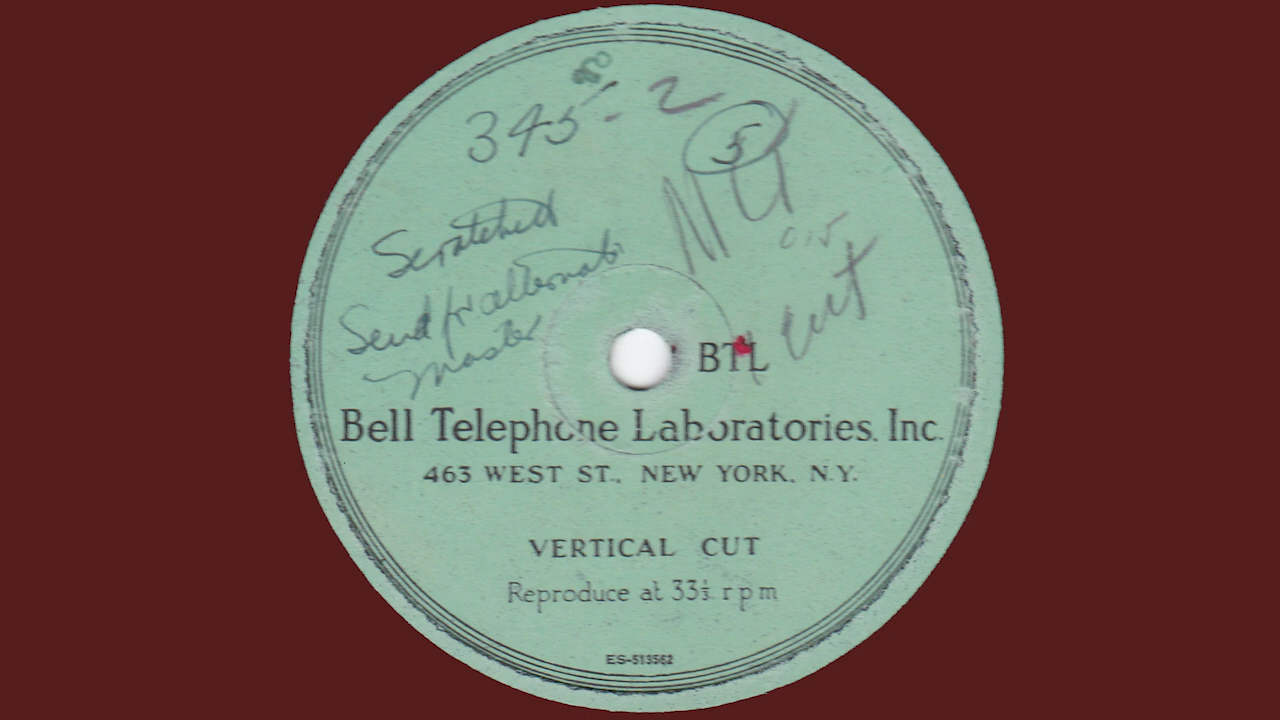 345-2
5
Scratched
Send for alternate
master
cut
BTL
Bell Telephone Laboratories, Inc.
463 WEST ST., NEW YORK, N.Y.
VERTICAL CUT
Reproduce at 33⅓ rpm
ES-513562